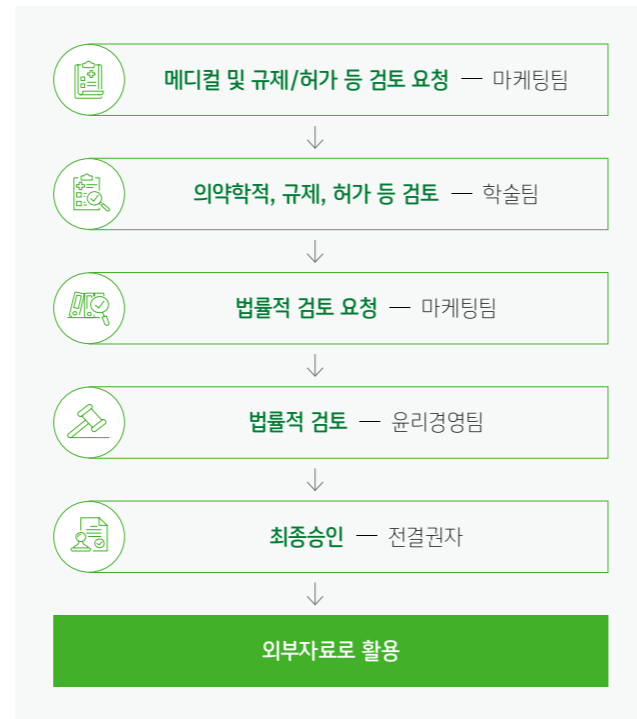 메디컬 및 규제/허가 등 검토 요청 — 마케팅팀
의약학적, 규제, 허가 등 검토 — 학술팀
법률적 검토 요청 — 마케팅팀
법률적 검토 — 윤리경영팀
최종승인 — 전결권자
외부자료로 활용